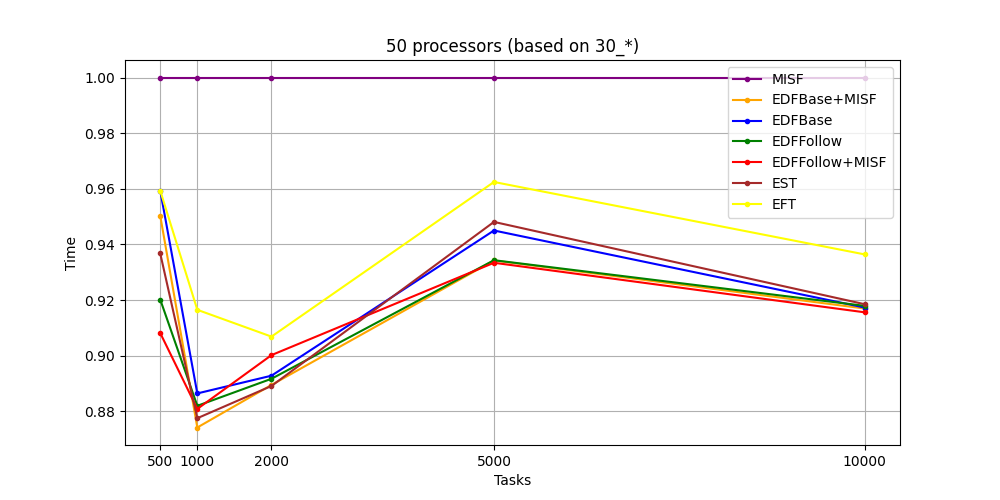 50 processors (based on 30_*)
Time
1.00
0.98
0.96
0.94
0.92
0.90
0.88
MISF
EDFBase+MISF
EDFBase
EDFFollow
EDFFollow+MISF
EST
EFT
500 1000 2000 5000 10000
Tasks